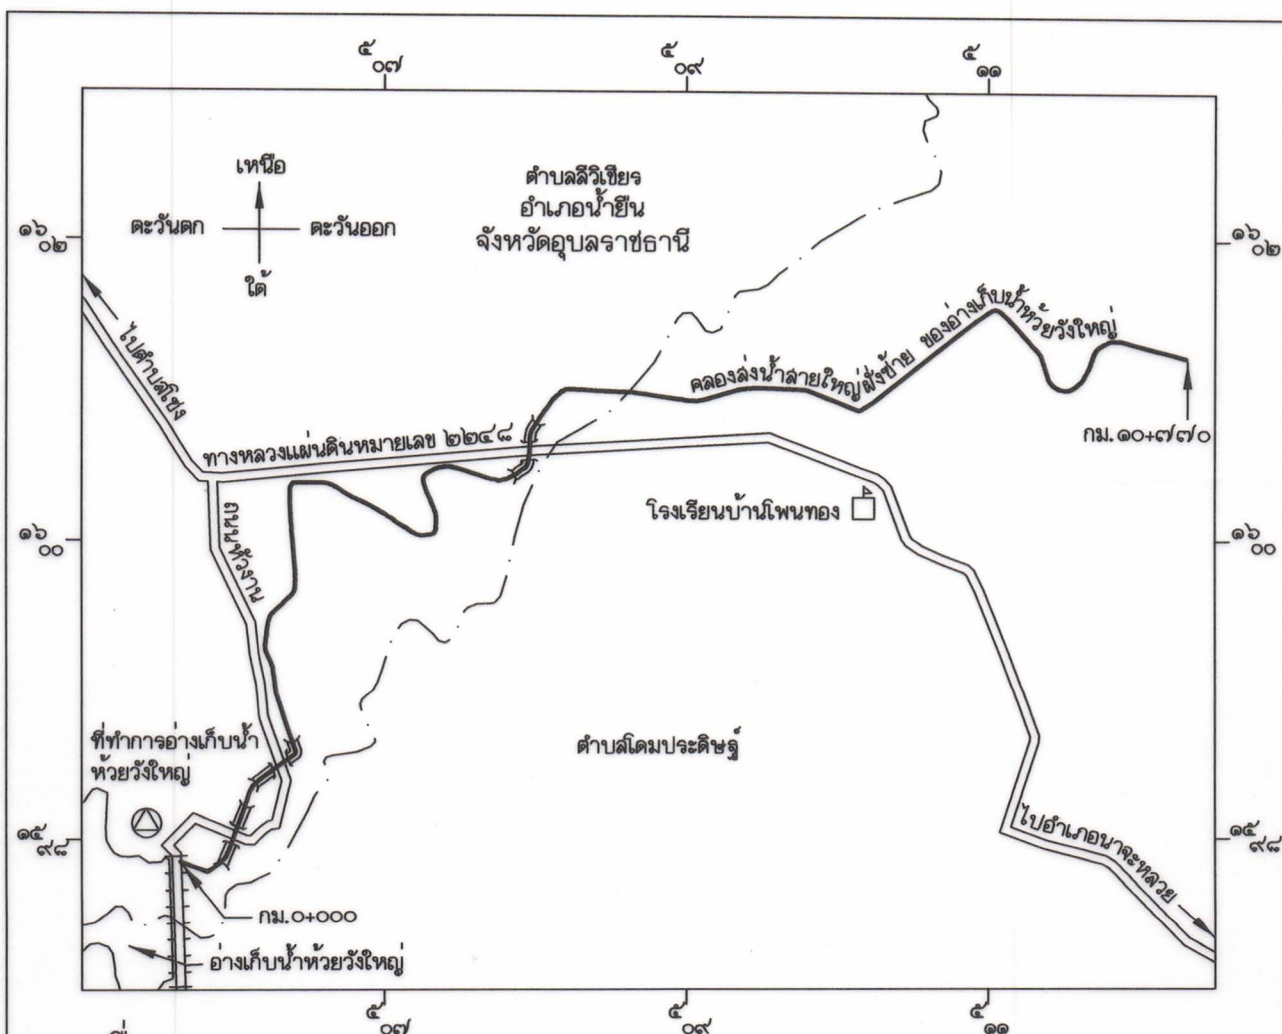 ๕ ๐๗
๕ ๐๙
๕ ๑๑
เหนือ
ตะวันตก
ตะวันออก
ใต้
ตำบลสีวิเชียร
อำเภอน้ำยืน
จังหวัดอุบลราชธานี
๑๖ ๐๒
๑๖ ๐๒
ไปตำบลโซง
คลองส่งน้ำสายใหญ่ฝั่งซ้าย ของอ่างเก็บน้ำห้วยวังใหญ่
กม.๑๐+๗๗๐
ทางหลวงแผ่นดินหมายเลข ๒๒๔๘
โรงเรียนบ้านโพนทอง
ถนนหัวงาน
๑๖ ๐๐
๑๖ ๐๐
ที่ทำการอ่างเก็บน้ำ
ห้วยวังใหญ่
ตำบลโดมประดิษฐ์
๑๕ ๙๘
๑๕ ๙๘
ไปอำเภอนาจะหลวย
กม.๐+๐๐๐
อ่างเก็บน้ำห้วยวังใหญ่
๕ ๐๗
๕ ๐๙
๕ ๑๑